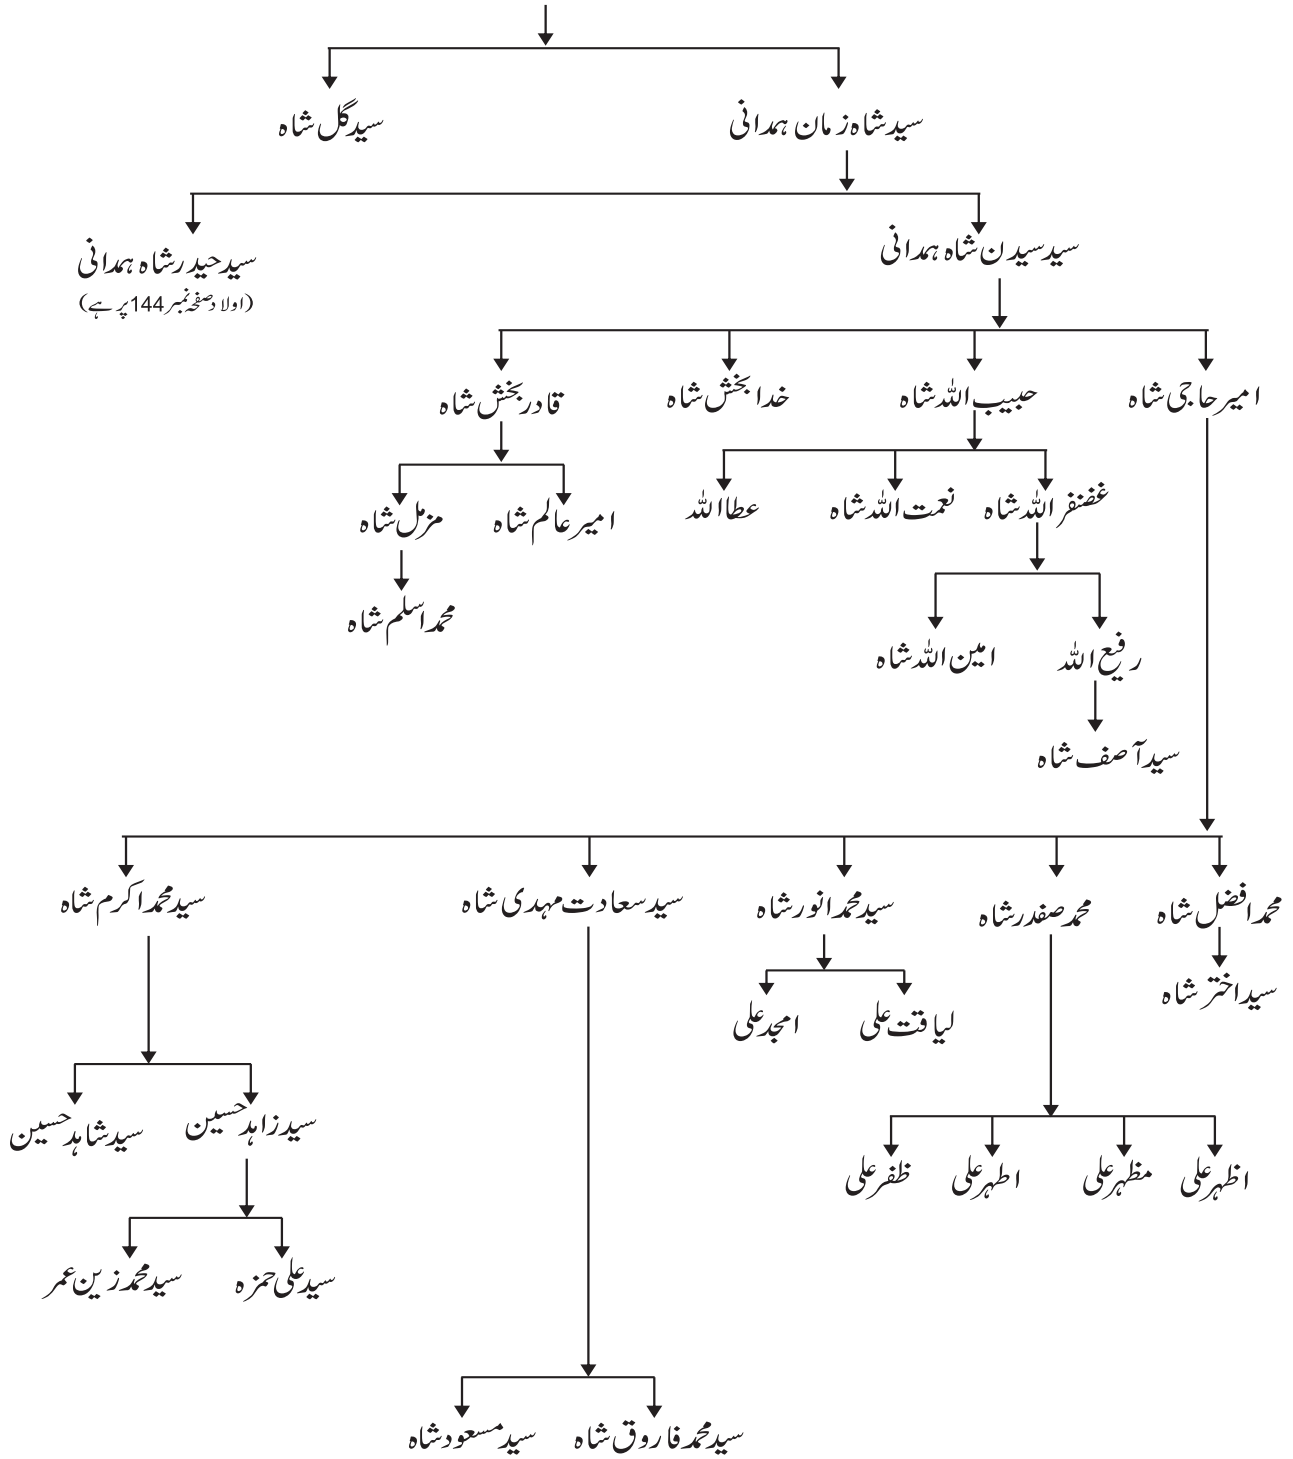 سید شاہ زمان ہمدانی
سید گل شاہ
سید سیدن شاہ ہمدانی
سید حیدر شاہ ہمدانی
(اولاد صفحہ نمبر 144 پر ہے)
امیر حاجی شاہ
حبیب اللہ شاہ
خدا بخش شاہ
قادر بخش شاہ
غضنفر اللہ شاہ
نعمت اللہ شاہ
عطا اللہ
امیر عالم شاہ
مزمل شاہ
محمد اسلم شاہ
رفیع اللہ
امین اللہ شاہ
سید آصف شاہ
محمد افضل شاہ
محمد صفدر شاہ
سید محمد انور شاہ
سید سعادت مہدی شاہ
سید محمد اکرم شاہ
سید اختر شاہ
لیاقت علی
امجد علی
سید زاہد حسین
سید شاہد حسین
اظہر علی
مظہر علی
اطہر علی
ظفر علی
سید علی حمزہ
سید محمد زین عمر
سید محمد فاروق شاہ
سید مسعود شاہ